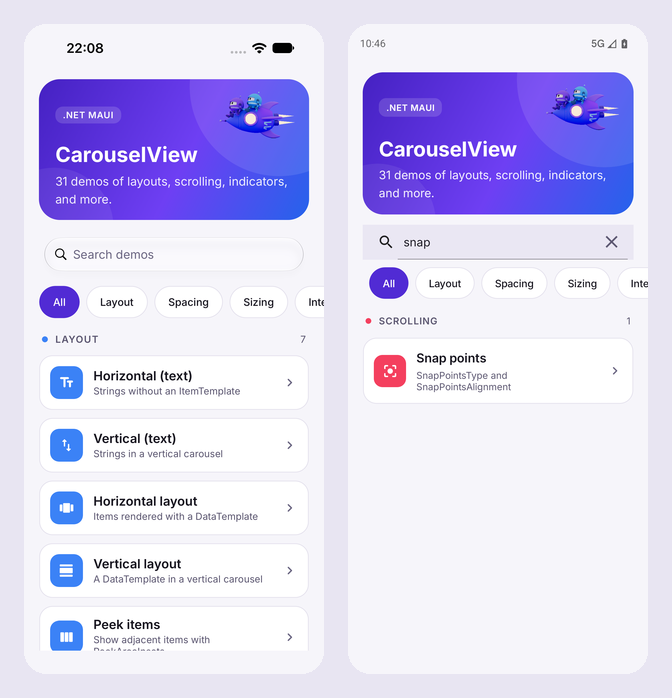 22:08
.NET MAUI
CarouselView
31 demos of layouts, scrolling, indicators,
and more.
Search demos
All
Layout
Spacing
Sizing
Inte
LAYOUT
7
Tт
Horizontal (text)
Strings without an ItemTemplate
Vertical (text)
Strings in a vertical carousel
Horizontal layout
Items rendered with a DataTemplate
Vertical layout
A DataTemplate in a vertical carousel
Peek items
Show adjacent items with
PeekAreaInsets
10:46
5G
.NET MAUI
CarouselView
31 demos of layouts, scrolling, indicators,
and more.
snap
All
Layout
Spacing
Sizing
Inte
SCROLLING
1
Snap points
SnapPointsType and
SnapPointsAlignment